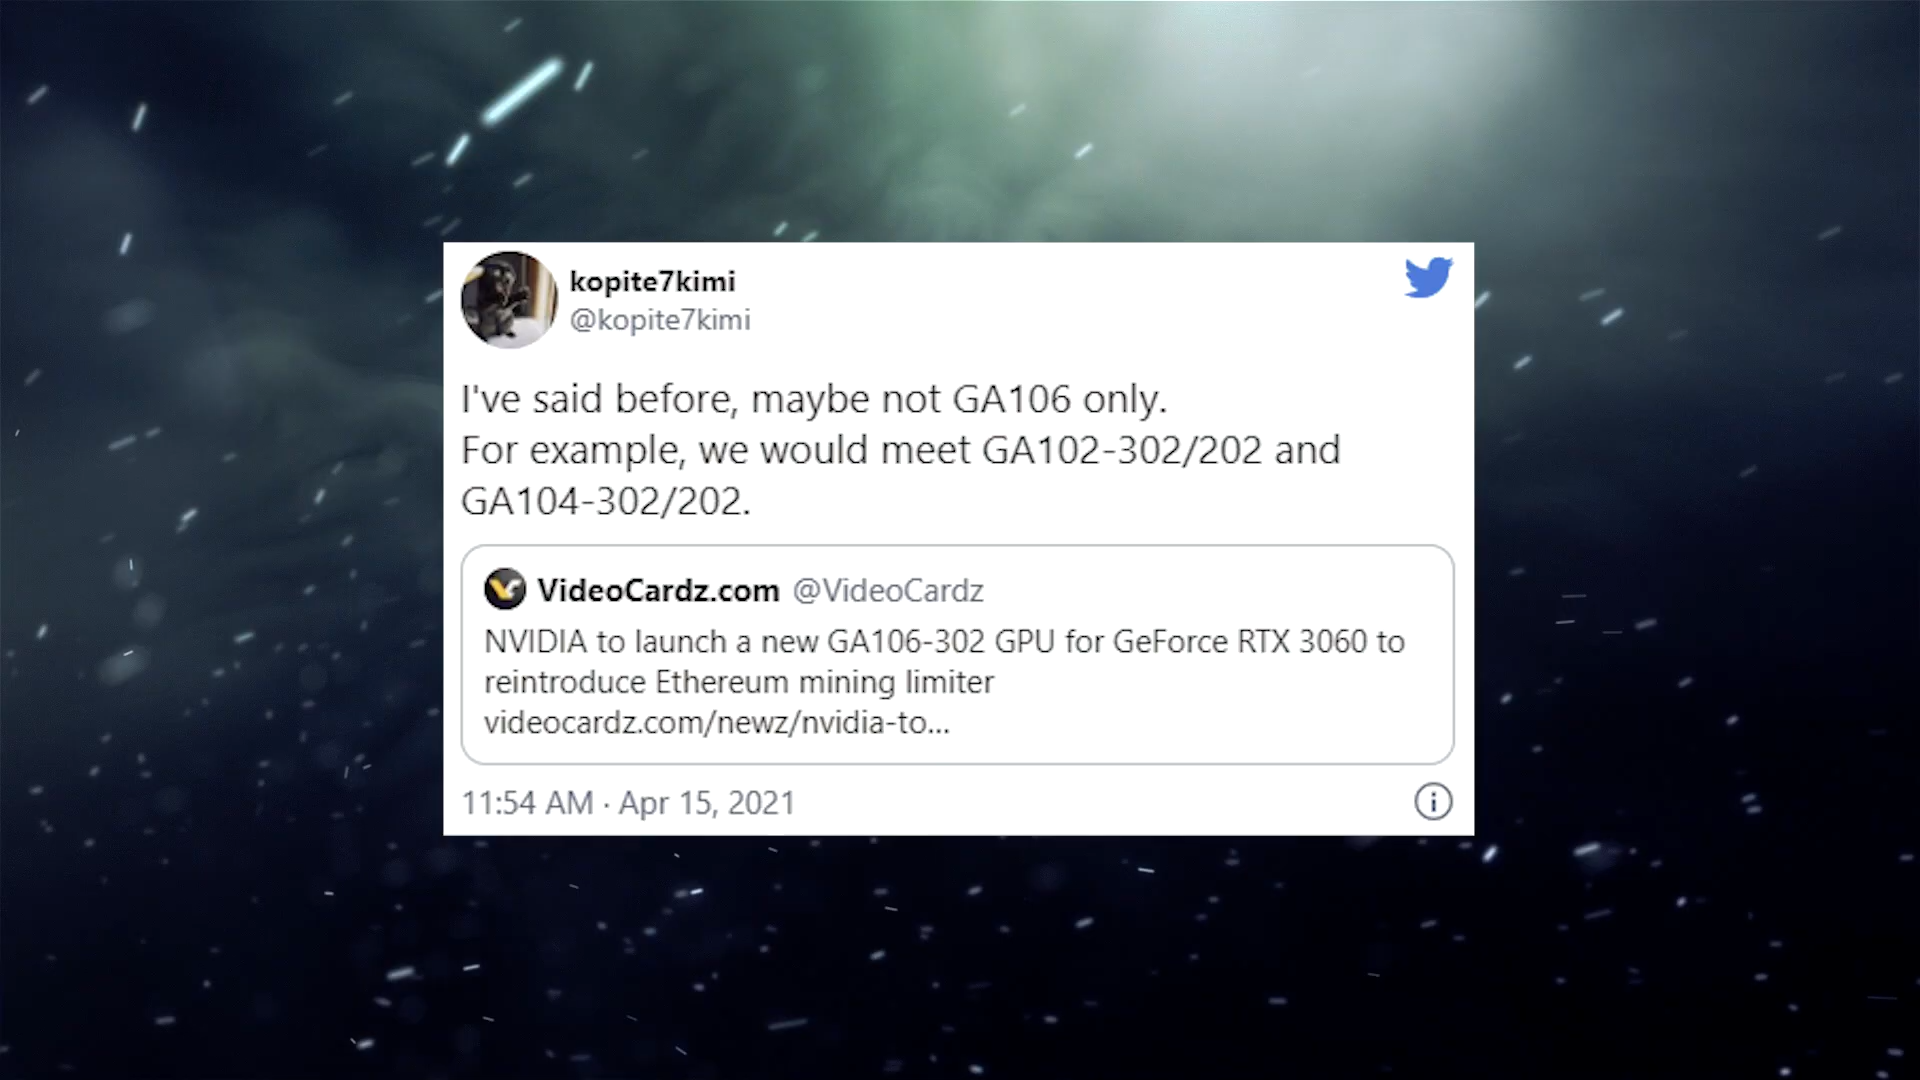 kopite7kimi
@kopite7kimi
I've said before, maybe not GA106 only.
For example, we would meet GA102-302/202 and
GA104-302/202.
VideoCardz.com @VideoCardz
NVIDIA to launch a new GA106-302 GPU for GeForce RTX 3060 to
reintroduce Ethereum mining limiter
videocardz.com/newz/nvidia-to...
11:54 AM · Apr 15, 2021